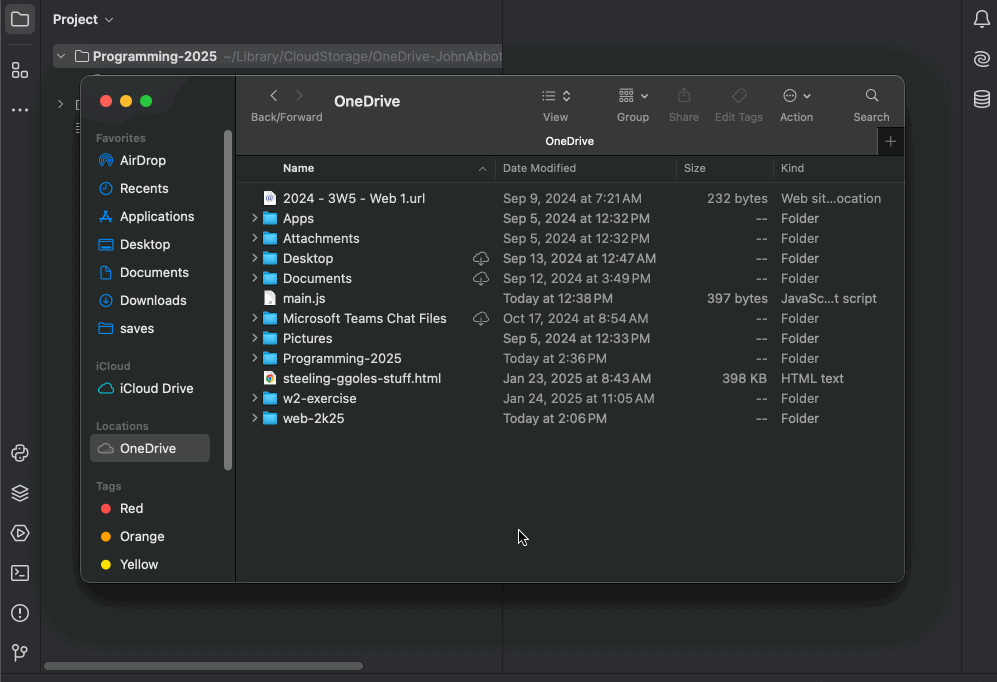 Project
Programming-2025 ~/Library/CloudStorage/OneDrive-JohnAbbot
Back/Forward
OneDrive
View
Group
Share
Edit Tags
Action
Search
OneDrive
Favorites
AirDrop
Recents
Applications
Desktop
Documents
Downloads
saves
iCloud
iCloud Drive
Locations
OneDrive
Tags
Red
Orange
Yellow
Name Date Modified Size Kind
2024 - 3W5 - Web 1.url Sep 9, 2024 at 7:21 AM 232 bytes Web sit...ocation
Apps Sep 5, 2024 at 12:32 PM -- Folder
Attachments Sep 5, 2024 at 12:32 PM -- Folder
Desktop Sep 13, 2024 at 12:47 AM -- Folder
Documents Sep 12, 2024 at 3:49 PM -- Folder
main.js Today at 12:38 PM 397 bytes JavaSc...t script
Microsoft Teams Chat Files Oct 17, 2024 at 8:54 AM -- Folder
Pictures Sep 5, 2024 at 12:33 PM -- Folder
Programming-2025 Today at 2:36 PM -- Folder
steeling-ggoles-stuff.html Jan 23, 2025 at 8:43 AM 398 KB HTML text
w2-exercise Jan 24, 2025 at 11:05 AM -- Folder
web-2k25 Today at 2:06 PM -- Folder